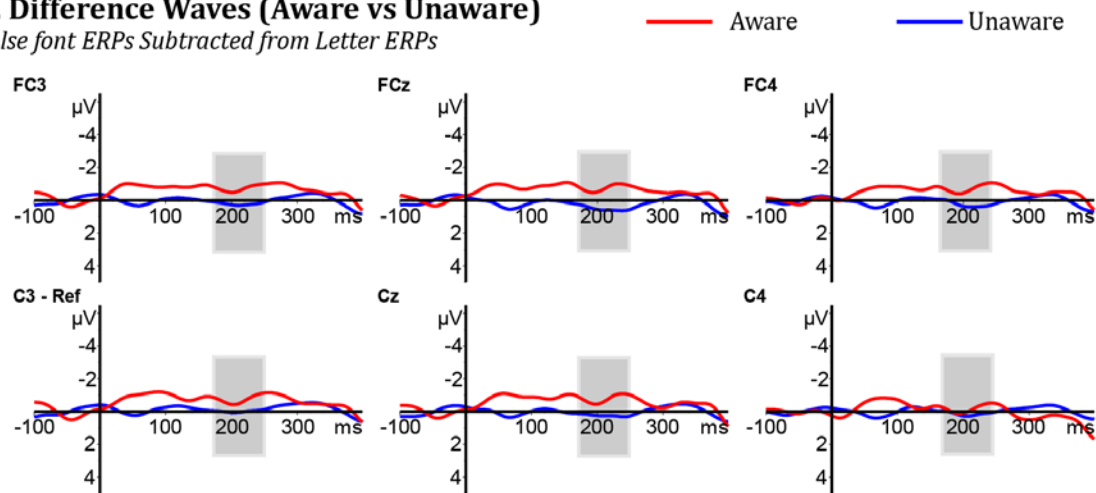 Difference Waves (Aware vs Unaware)
Aware
Unaware
lse font ERPs Subtracted from Letter ERPs
FC3
µV
-4
-2
-100 100 200 300 ms
2
4
FCz
µV
-4
-2
-100 100 200 300 ms
2
4
FC4
µV
-4
-2
-100 100 200 300 ms
2
4
C3 - Ref
µV
-4
-2
-100 100 200 300 ms
2
4
Cz
µV
-4
-2
-100 100 200 300 ms
2
4
C4
µV
-4
-2
-100 100 200 300 ms
2
4